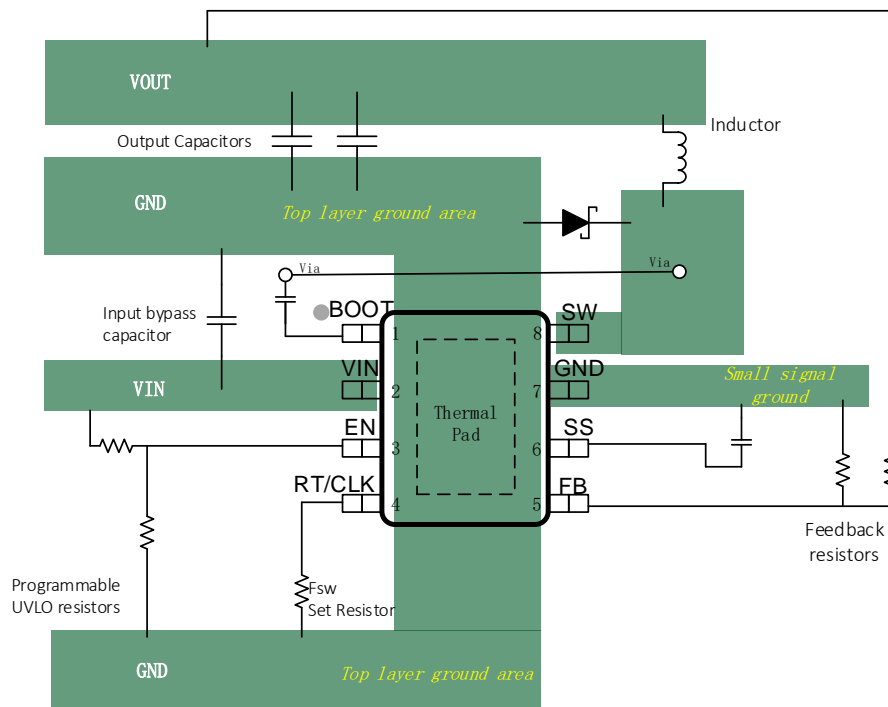 VOUT
Output Capacitors
Inductor
GND
Top layer ground area
Via
Via
Input bypass
capacitor
BOOT
SW
1
8
VIN
VIN
GND
2
7
Small signal
ground
Thermal
Pad
EN
SS
3
6
RT/CLK
FB
4
5
Feedback
resistors
Programmable
UVLO resistors
Fsw
Set Resistor
GND
Top layer ground area